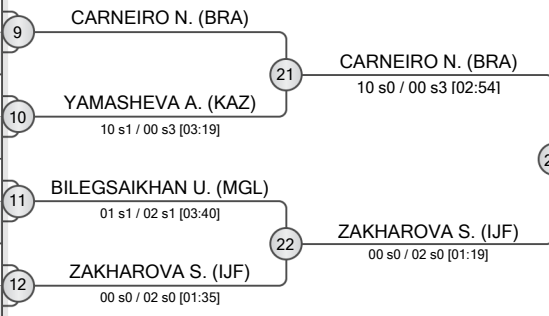 CARNEIRO N. (BRA)
9
21
CARNEIRO N. (BRA)
10 s0 / 00 s3 [02:54]
YAMASHEVA A. (KAZ)
10
10 s1 / 00 s3 [03:19]
BILEGSAIKHAN U. (MGL)
11
01 s1 / 02 s1 [03:40]
22
ZAKHAROVA S. (IJF)
00 s0 / 02 s0 [01:19]
ZAKHAROVA S. (IJF)
12
00 s0 / 02 s0 [01:35]